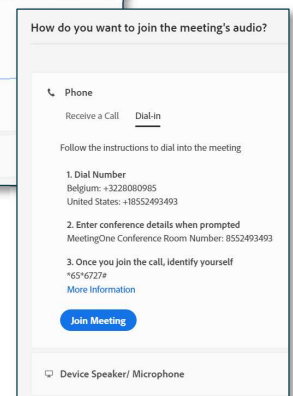 How do you want to join the meeting's audio?
Phone
Receive a Call Dial-in
Follow the instructions to dial into the meeting
1. Dial Number
Belgium: +3228080985
United States: +18552493493
2. Enter conference details when prompted
MeetingOne Conference Room Number: 8552493493
3. Once you join the call, identify yourself
*65*6727#
More Information
Join Meeting
Device Speaker/ Microphone